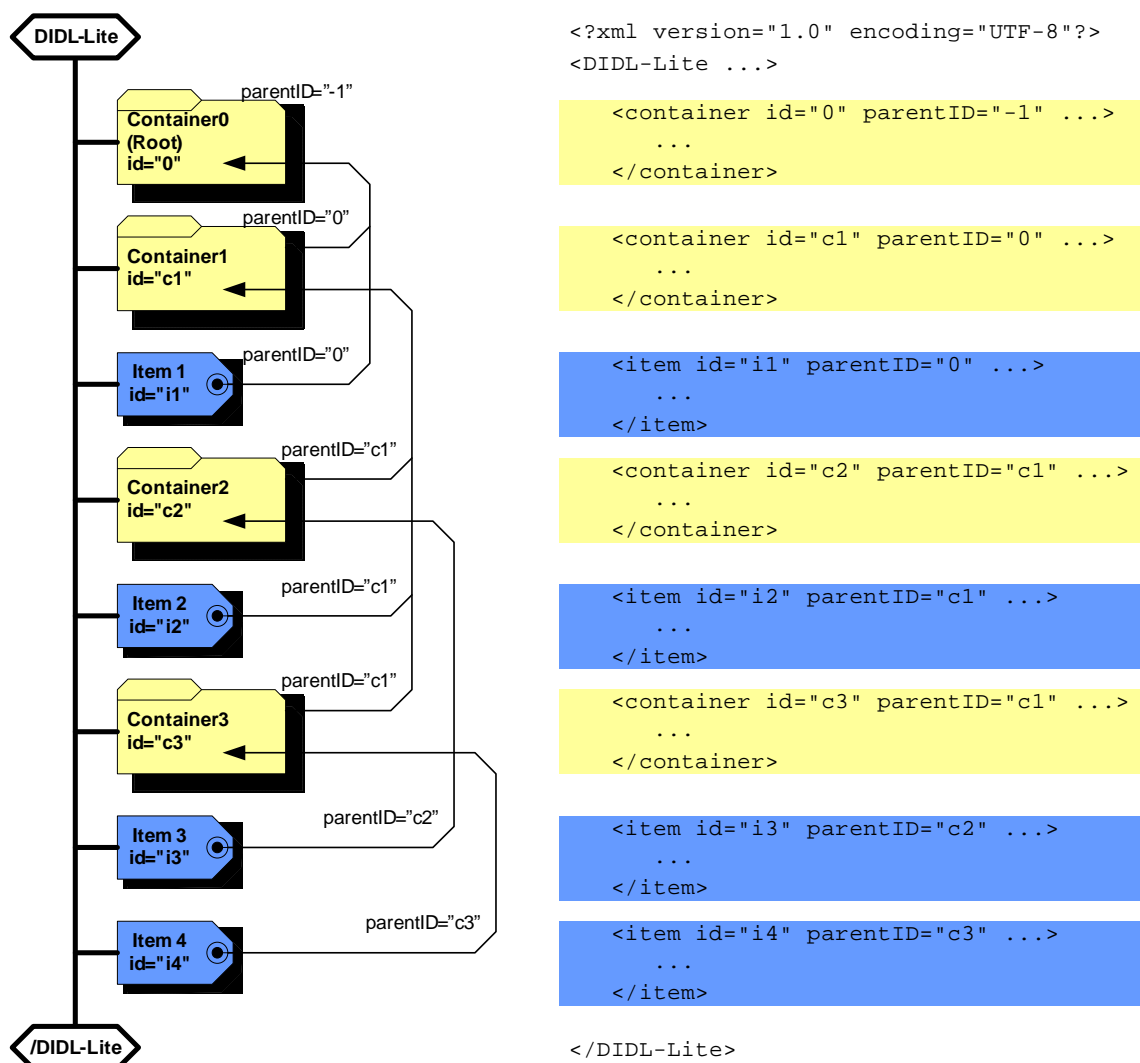 DIDL-Lite
parentID=”-1”
Container0
(Root)
id="0"
parentID=”0”
Container1
id="c1"
parentID=”0”
Item 1
id="i1"
parentID=”c1”
Container2
id="c2"
parentID=”c1”
Item 2
id="i2"
parentID=”c1”
Container3
id="c3"
parentID=”c2”
Item 3
id="i3"
parentID=”c3”
Item 4
id="i4"
/DIDL-Lite
<?xml version="1.0" encoding="UTF-8"?>
<DIDL-Lite ...>
<container id="0" parentID="-1" ...>
...
</container>
<container id="c1" parentID="0" ...>
...
</container>
<item id="i1" parentID="0" ...>
...
</item>
<container id="c2" parentID="c1" ...>
...
</container>
<item id="i2" parentID="c1" ...>
...
</item>
<container id="c3" parentID="c1" ...>
...
</container>
<item id="i3" parentID="c2" ...>
...
</item>
<item id="i4" parentID="c3" ...>
...
</item>
</DIDL-Lite>